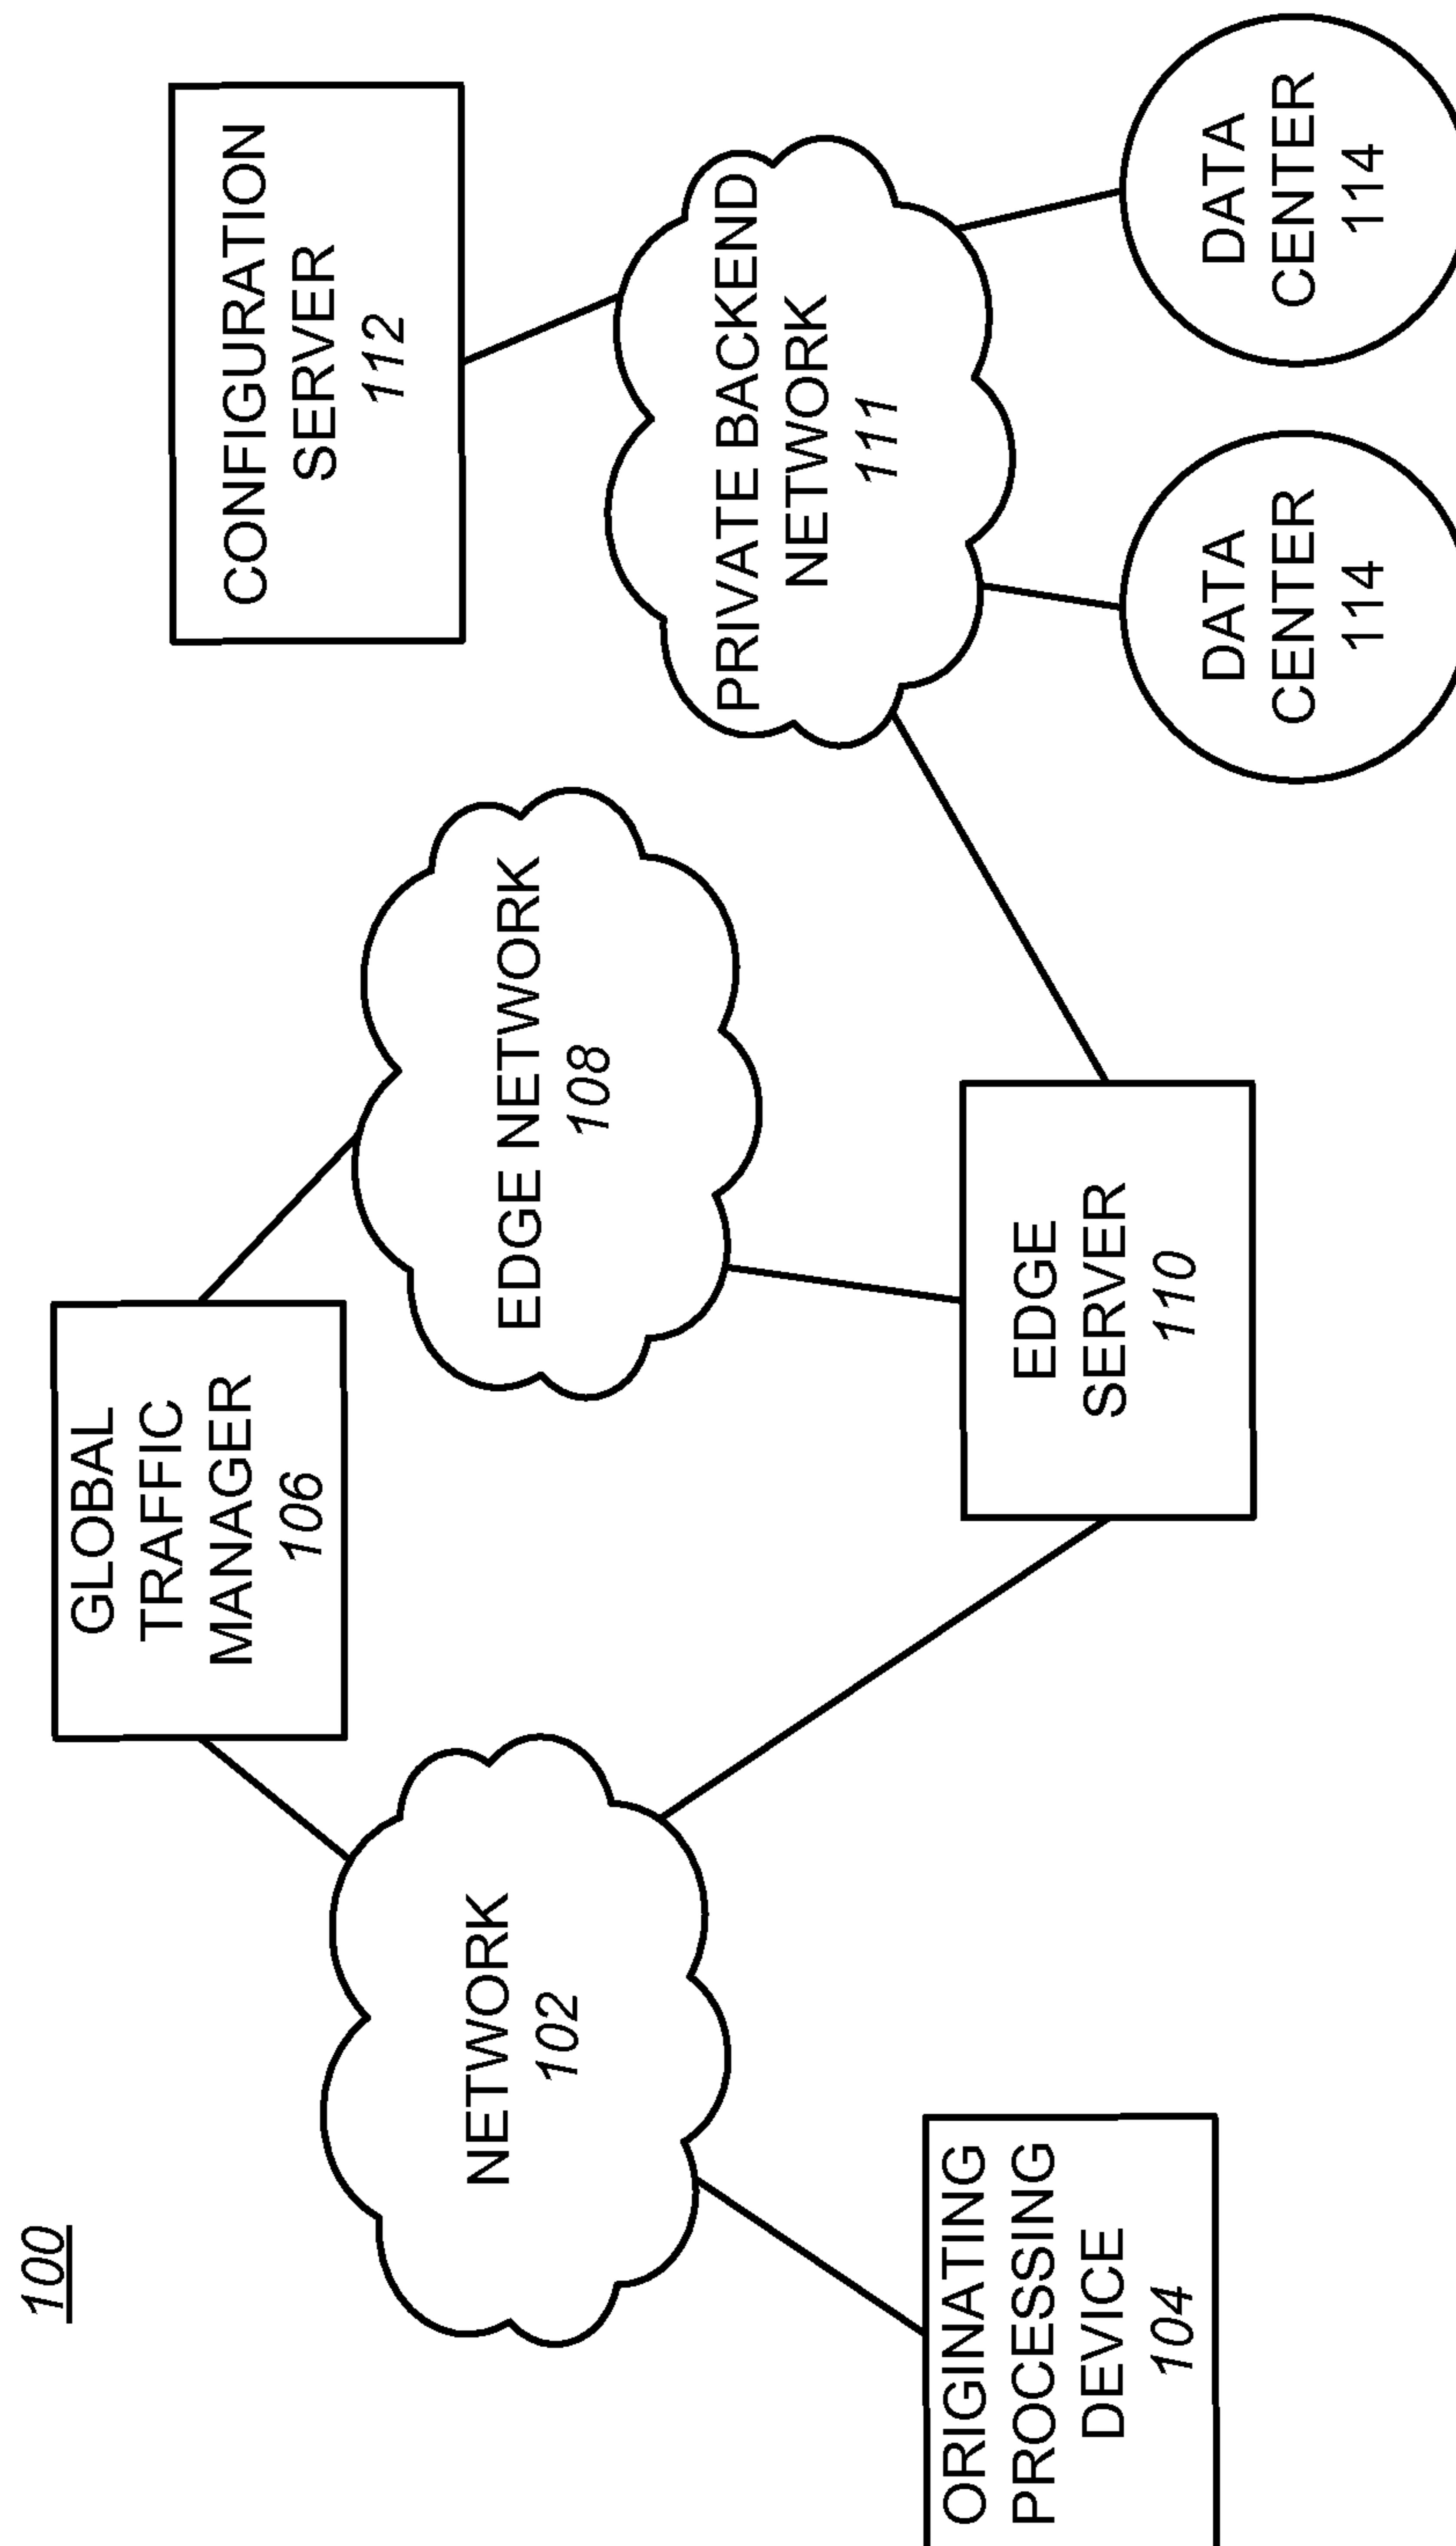 100
GLOBAL
TRAFFIC
MANAGER
106
CONFIGURATION
SERVER
112
NETWORK
102
EDGE NETWORK
108
PRIVATE BACKEND
NETWORK
111
ORIGINATING
PROCESSING
DEVICE
104
EDGE
SERVER
110
DATA
CENTER
114
DATA
CENTER
114